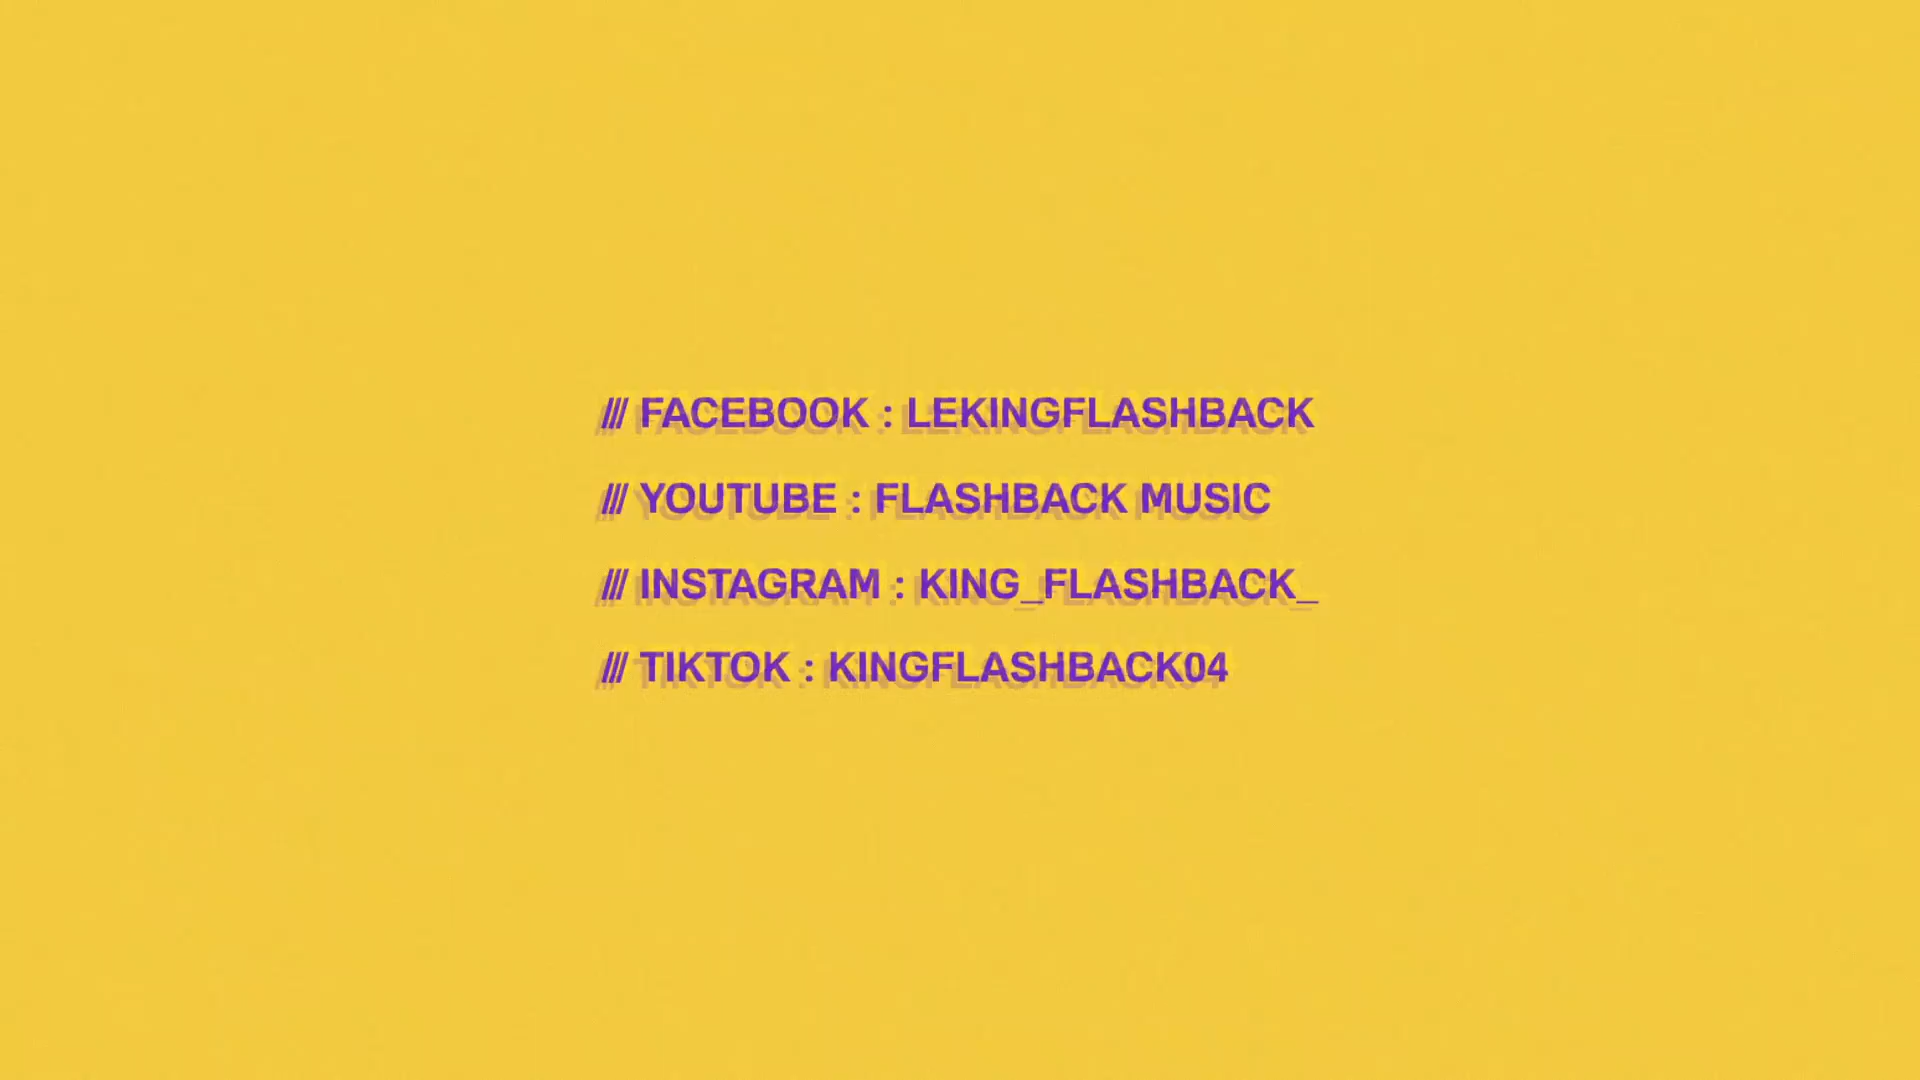 /// FACEBOOK : LEKINGFLASHBACK
/// YOUTUBE : FLASHBACK MUSIC
/// INSTAGRAM : KING_FLASHBACK_
/// TIKTOK : KINGFLASHBACK04